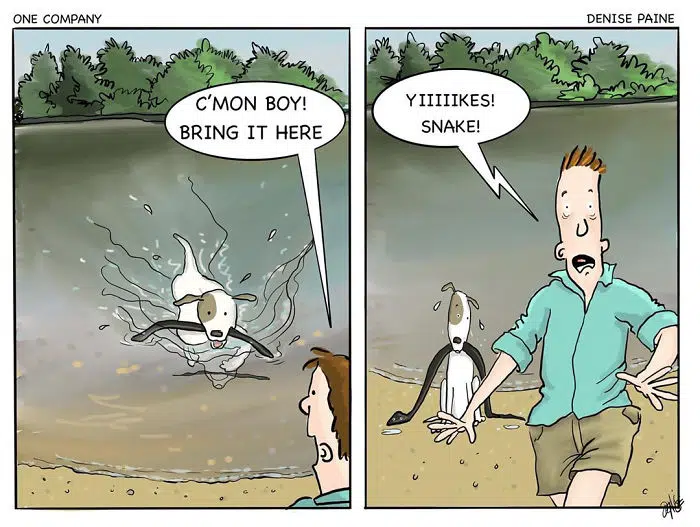 ONE COMPANY
DENISE PAINE
C'MON BOY!
BRING IT HERE
YIIIIIKES!
SNAKE!